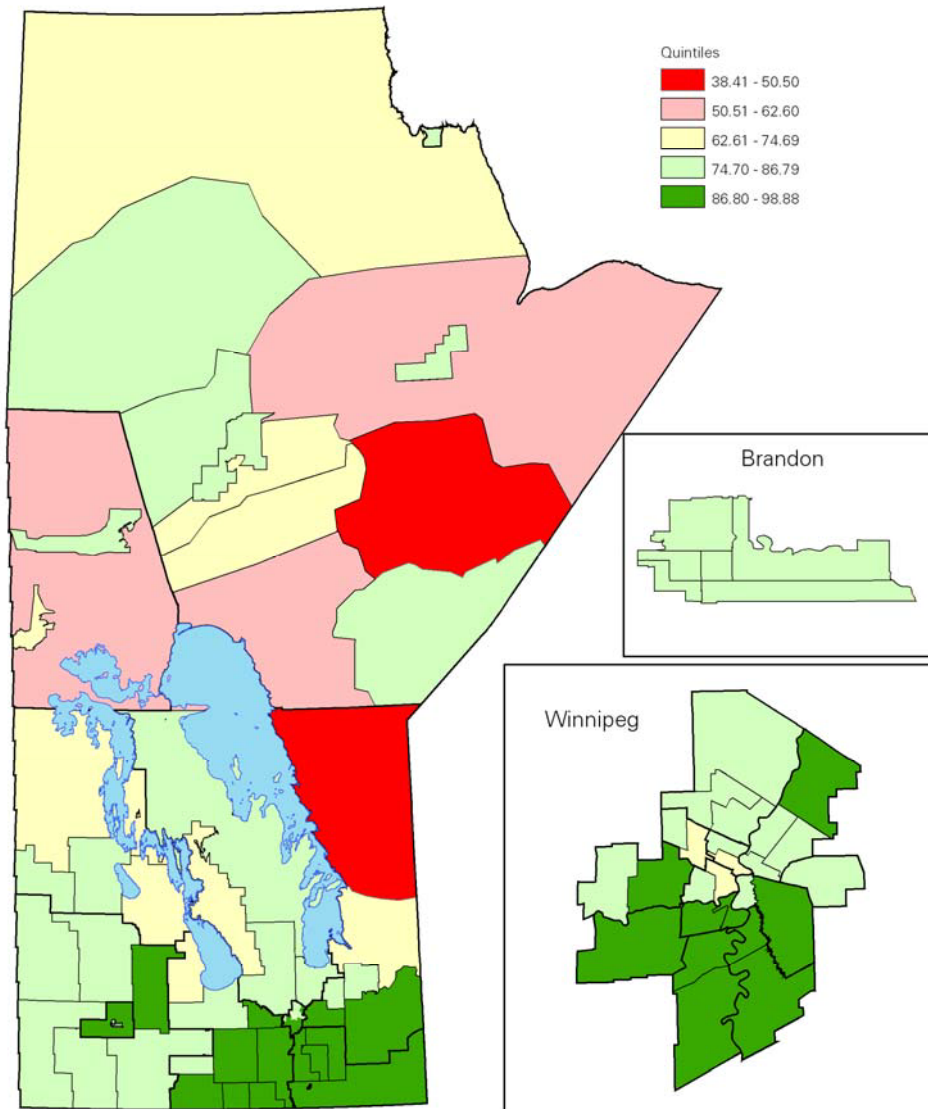 Quintiles
38.41 - 50.50
50.51 - 62.60
62.61 - 74.69
74.70 - 86.79
86.80 - 98.88
Brandon
Winnipeg